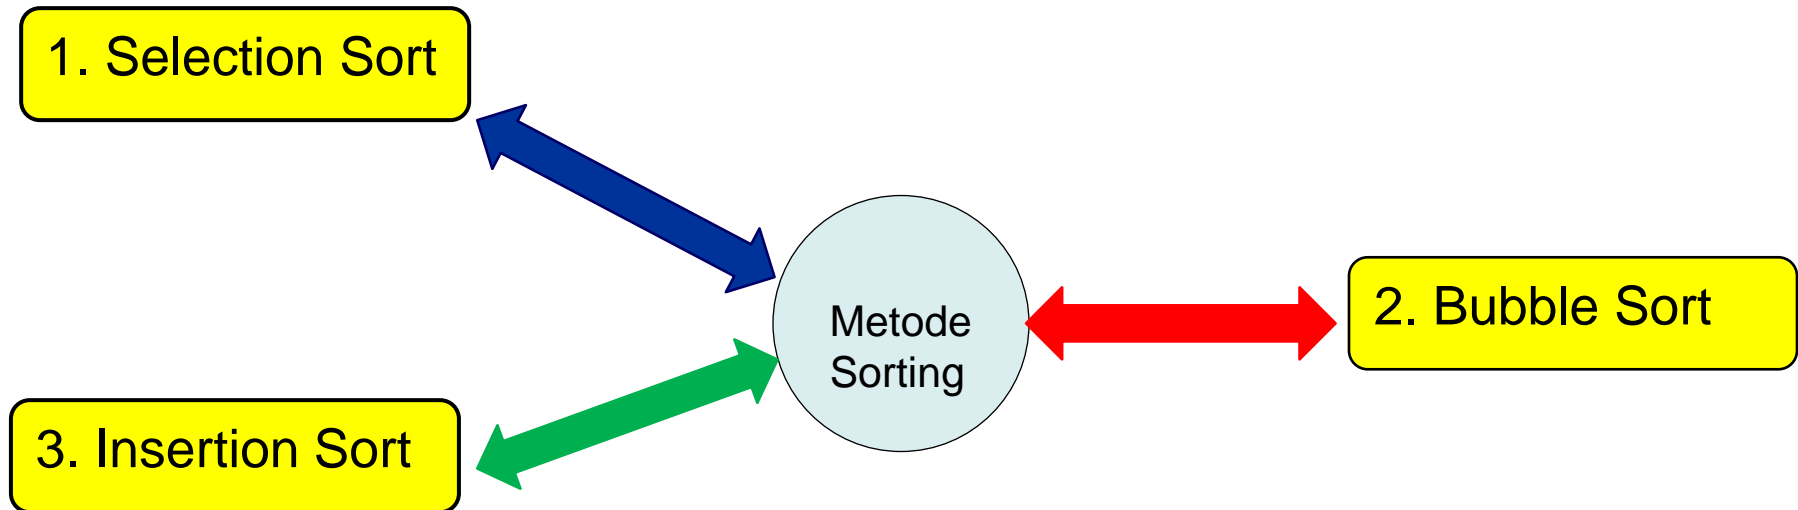 1. Selection Sort
Metode
Sorting
2. Bubble Sort
3. Insertion Sort